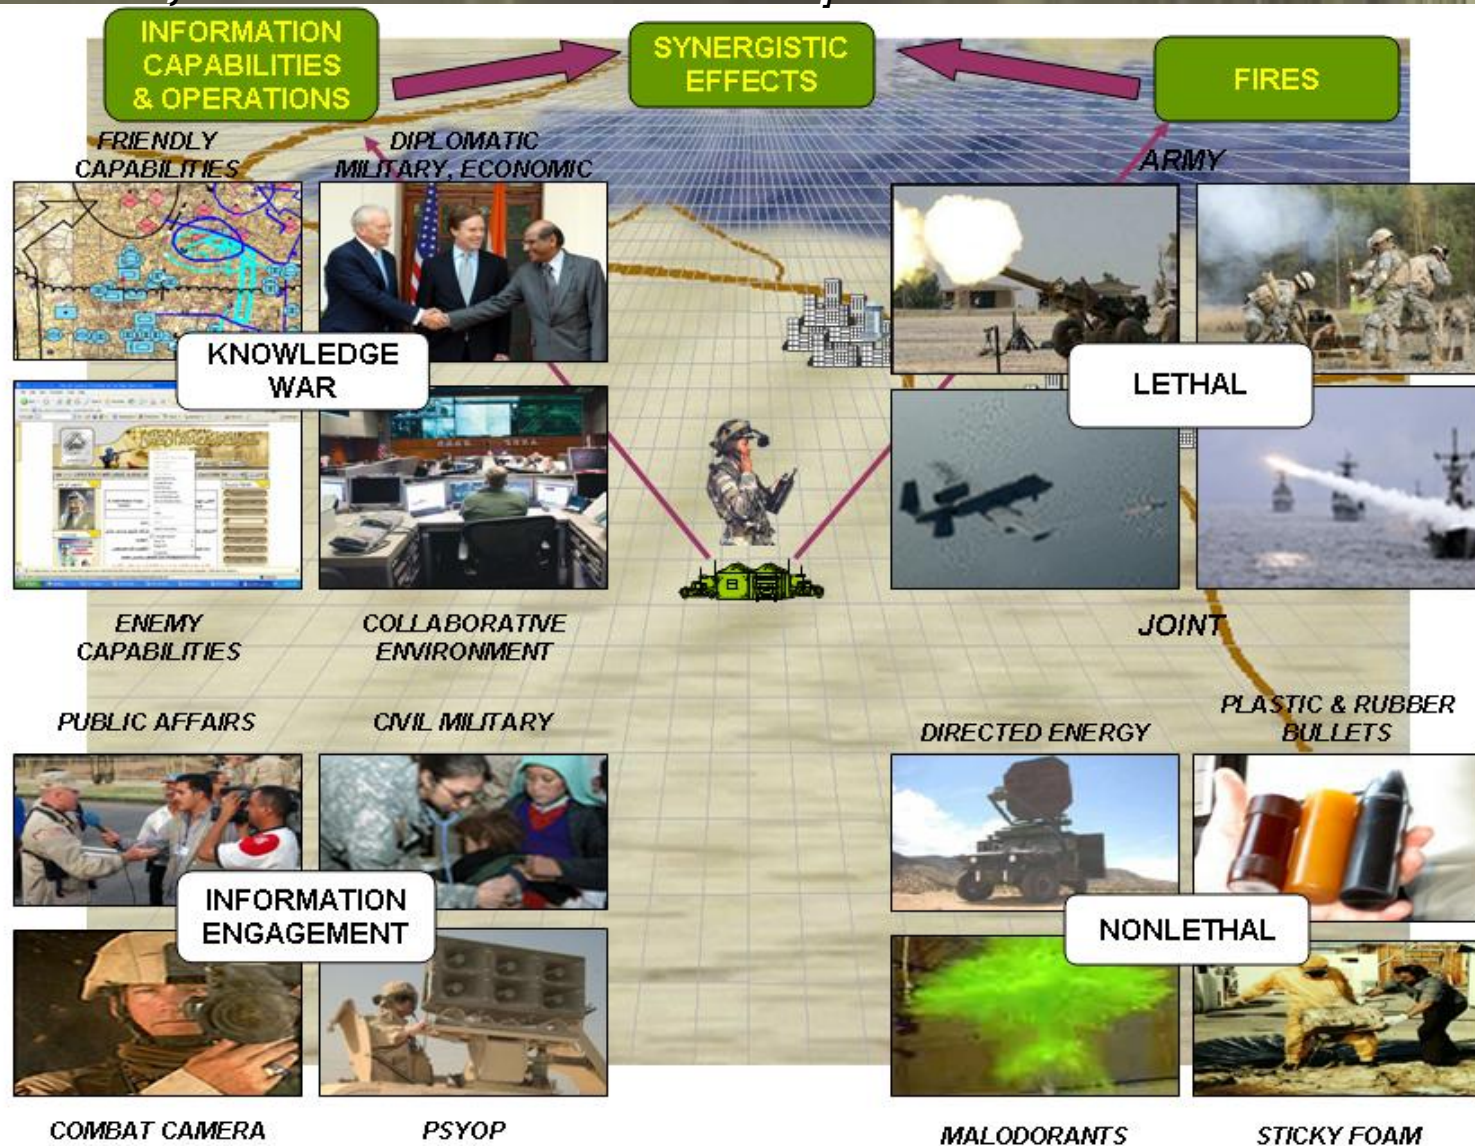 INFORMATION
CAPABILITIES
& OPERATIONS
SYNERGISTIC
EFFECTS
FIRES
FRIENDLY
CAPABILITIES
DIPLOMATIC
MILITARY, ECONOMIC
ARMY
KNOWLEDGE
WAR
LETHAL
ENEMY
CAPABILITIES
COLLABORATIVE
ENVIRONMENT
JOINT
PUBLIC AFFAIRS
CIVIL MILITARY
DIRECTED ENERGY
PLASTIC & RUBBER
BULLETS
INFORMATION
ENGAGEMENT
NONLETHAL
COMBAT CAMERA
PSYOP
MALODORANTS
STICKY FOAM